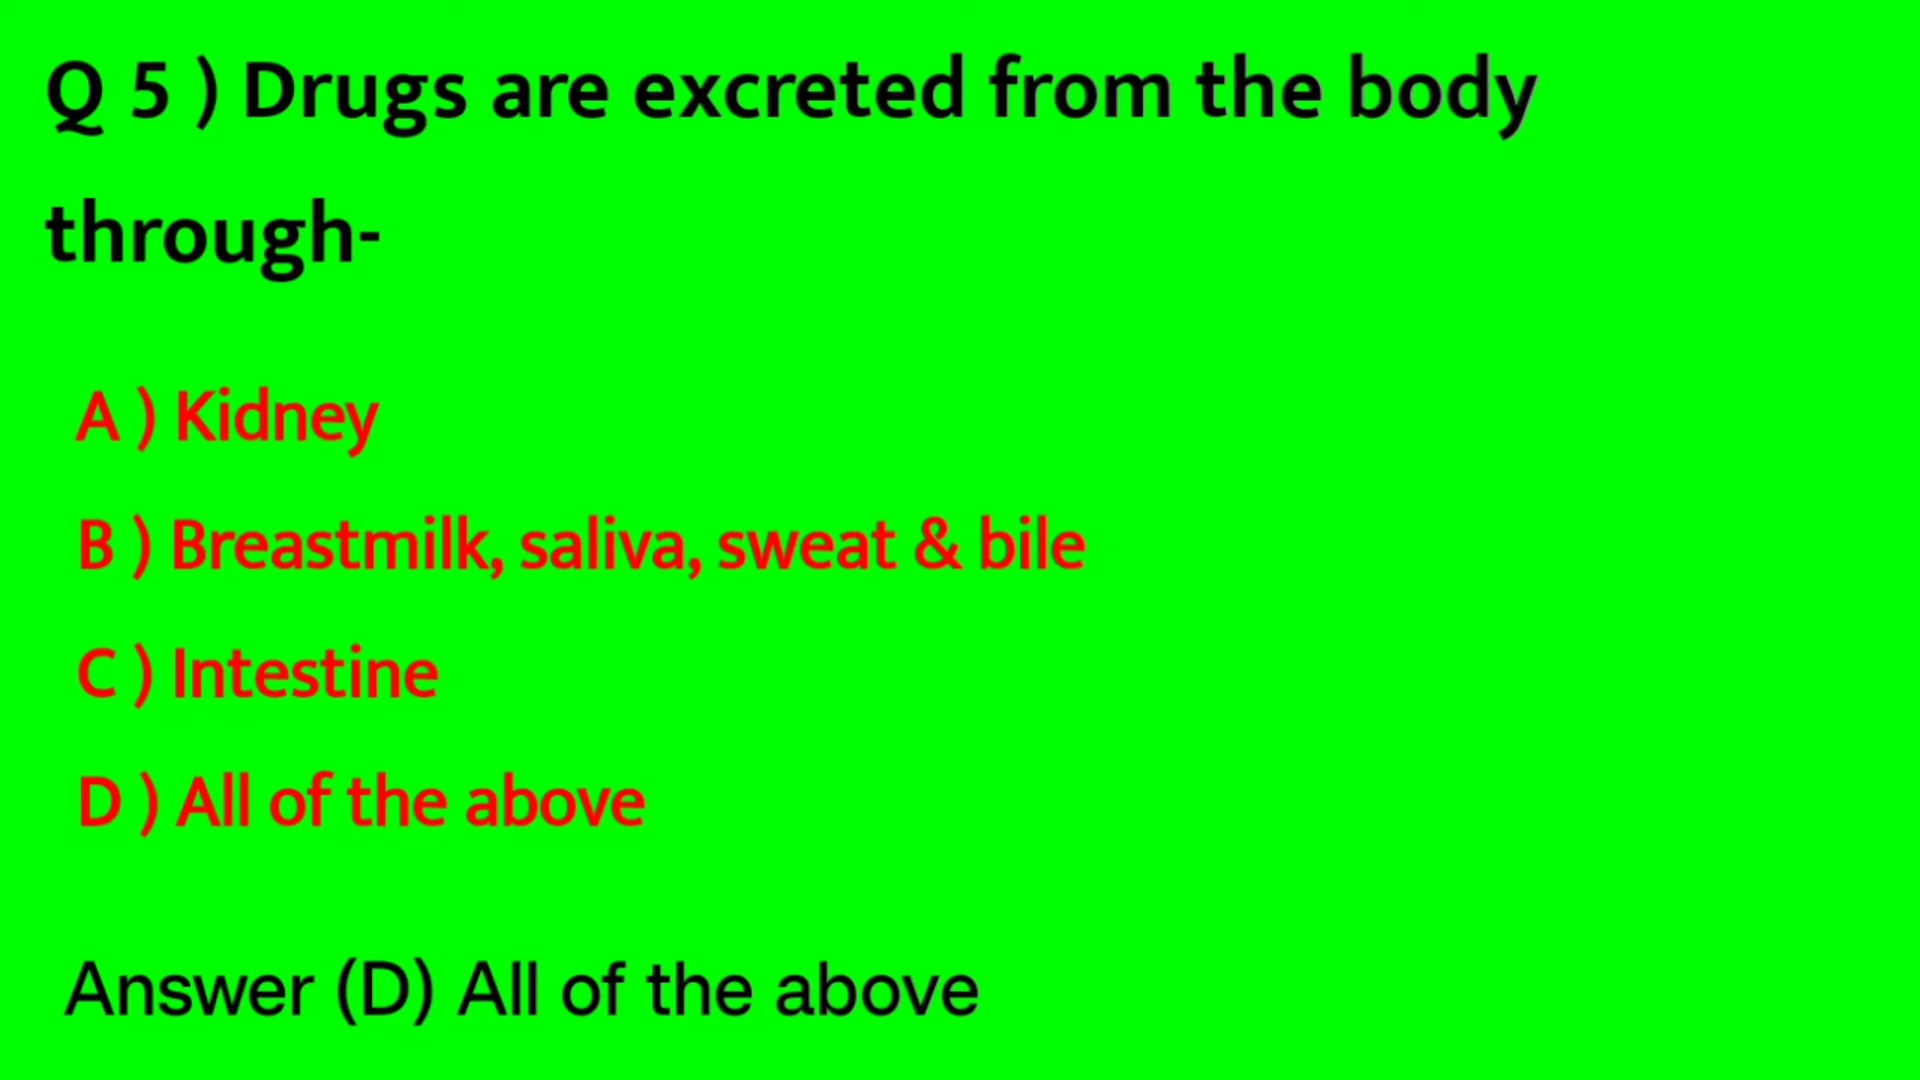 Q 5 ) Drugs are excreted from the body
through-
A ) Kidney
B ) Breastmilk, saliva, sweat & bile
C ) Intestine
D ) All of the above
Answer (D) All of the above